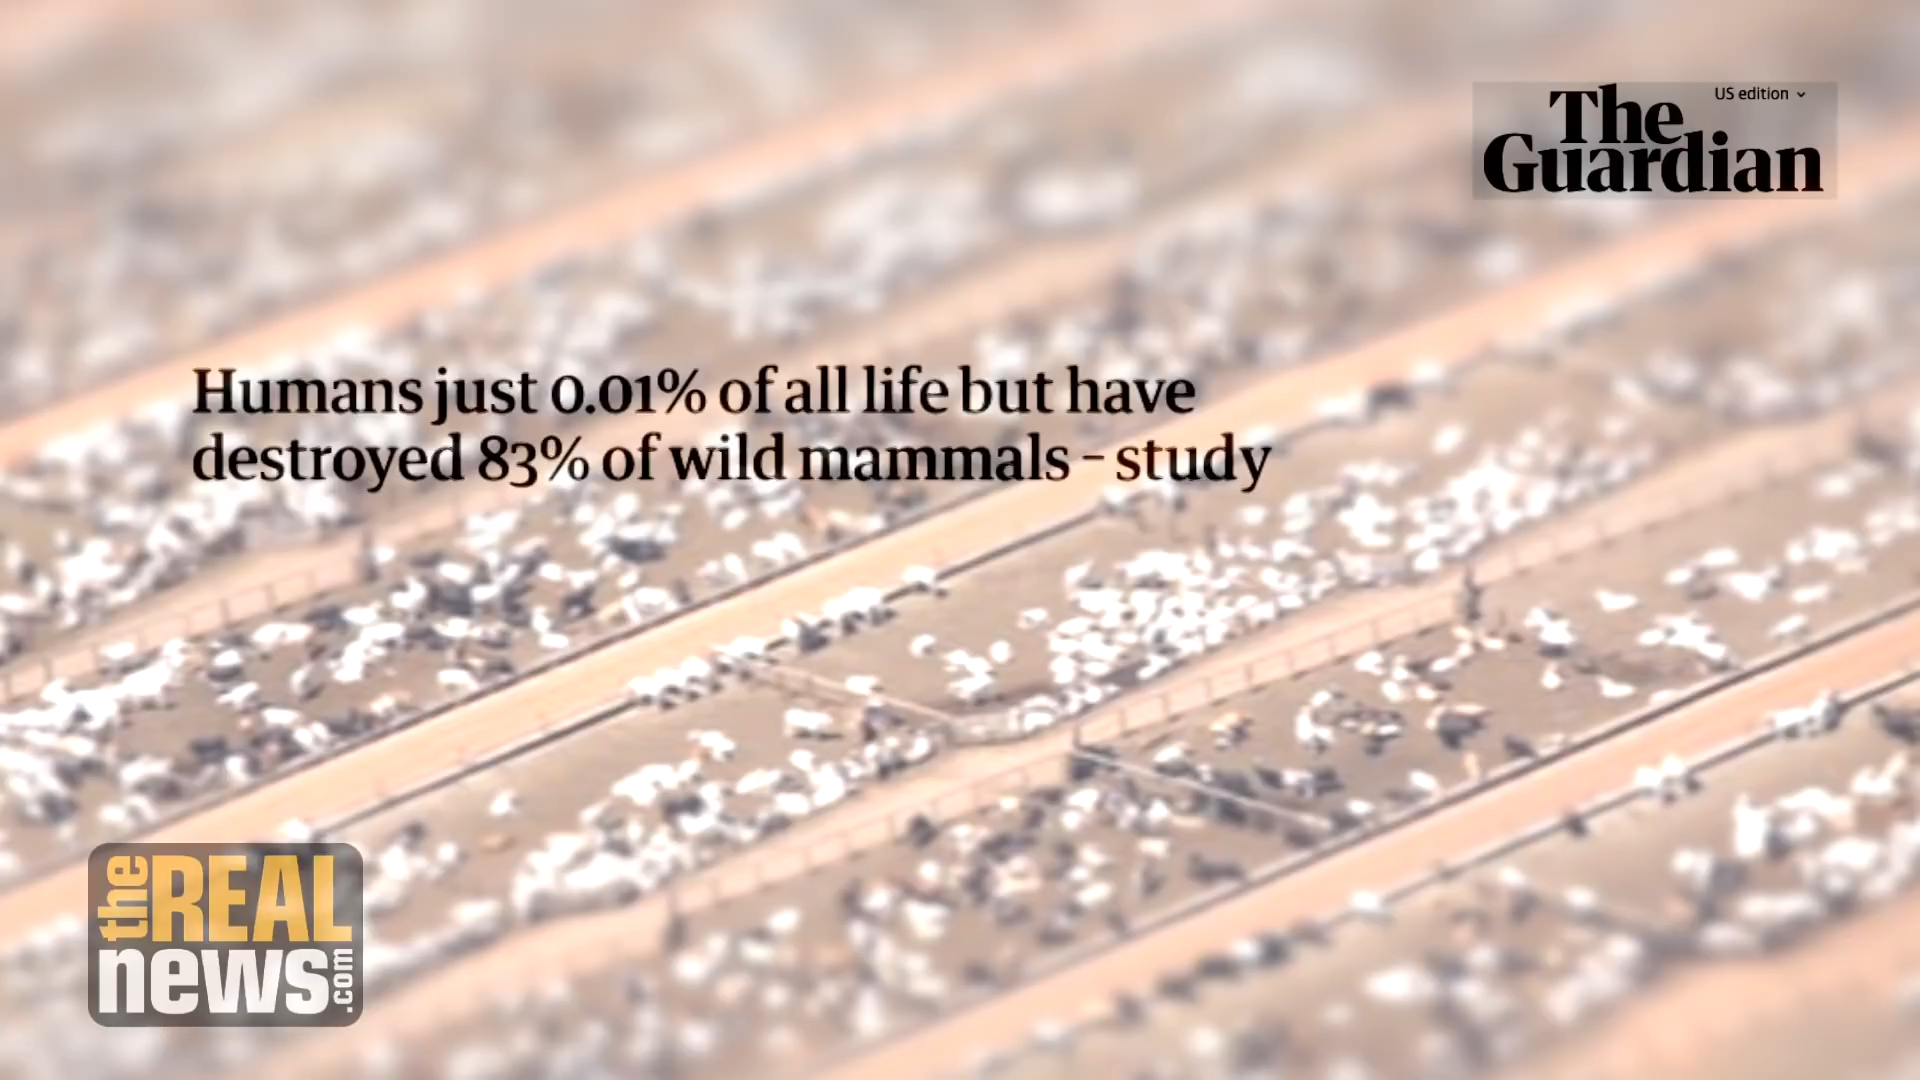 US edition
The
Guardian
Humans just 0.01% of all life but have
destroyed 83% of wild mammals – study
the REAL
news.com